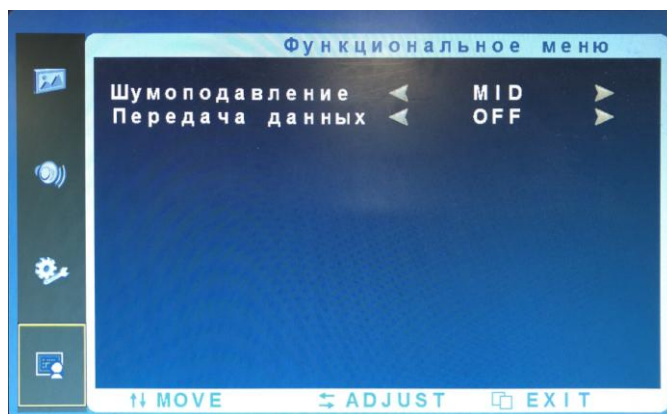 Функциональное меню
Шумоподавление MID
Передача данных OFF
MOVE ADJUST EXIT